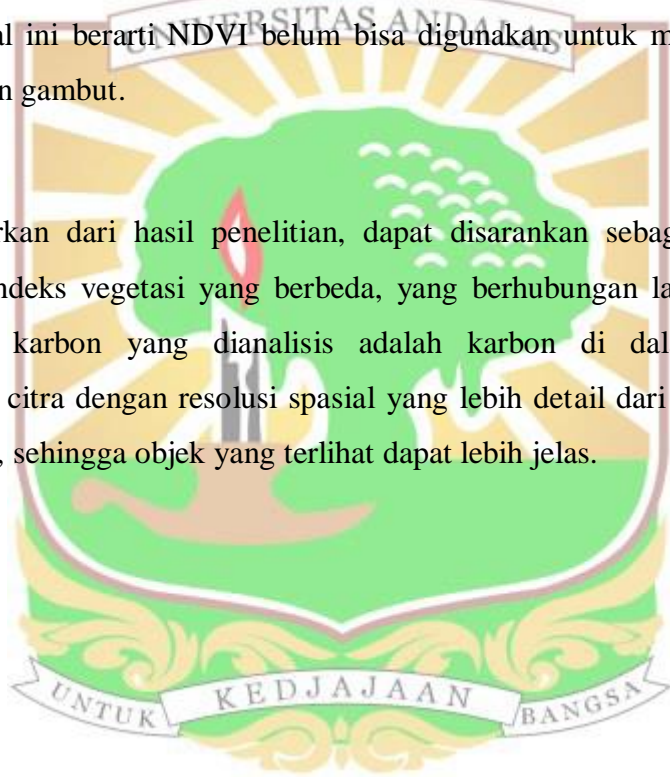 al ini berarti NDVI belum bisa digunakan untuk m
UNIVERSITAS ANDALAS
n gambut.
rkan dari hasil penelitian, dapat disarankan sebag
ndeks vegetasi yang berbeda, yang berhubungan la
karbon yang dianalisis adalah karbon di dal
citra dengan resolusi spasial yang lebih detail dari
, sehingga objek yang terlihat dapat lebih jelas.
UNTUK KEDJAJAAN BANGSA